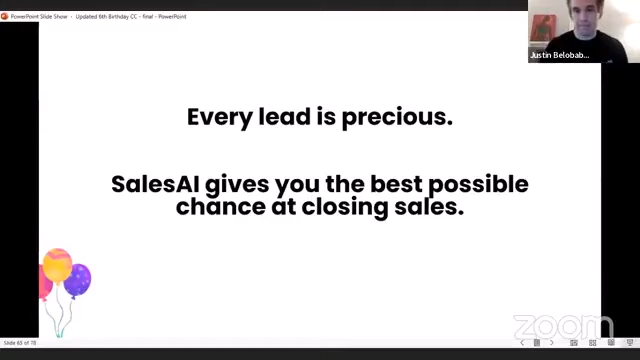 PowerPoint Slide Show - Updated 6th Birthday CC - final - PowerPoint
Justin Belobab...
Every lead is precious.
SalesAI gives you the best possible
chance at closing sales.
zoom
Slide 65 of 78